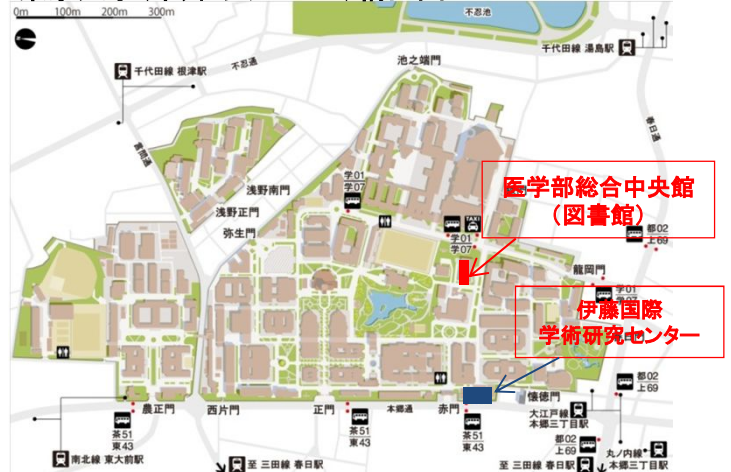 0m 100m 200m 300m
不忍池
千代田線 湯島駅
池之端門
千代田線 根津駅
不忍通
言問通
春日通
学01
学07
浅野南門
浅野正門
弥生門
医学部総合中央館
(図書館)
TAXI
学01
学07
都02
上69
龍岡門
学01
学07
伊藤国際
学術研究センター
農正門
西片門
正門
本郷通
赤門
懐徳門
都02
上69
茶51
東43
茶51
東43
茶51
東43
大江戸線
本郷三丁目駅
都02
上69
丸ノ内線
本郷三丁目駅
南北線 東大前駅
至 三田線 春日駅
至 三田線 春日駅